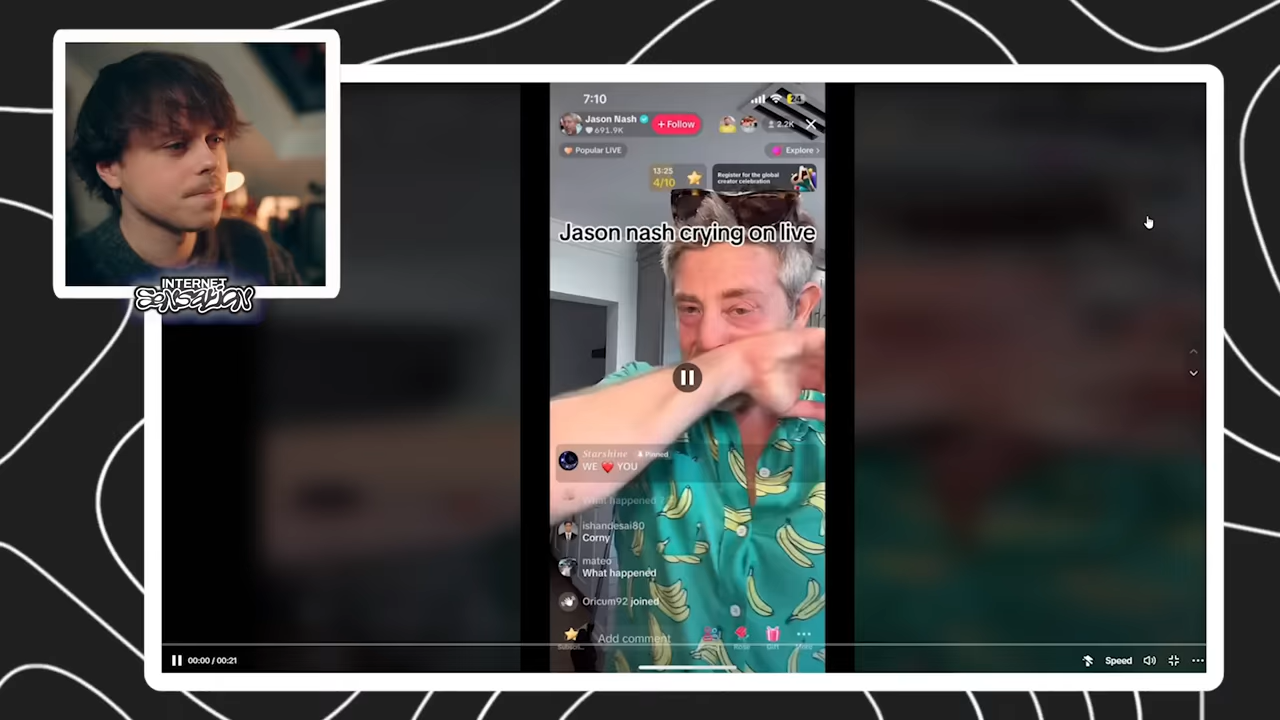 INTERNET
SENSATION
7:10
24
Jason Nash
691.9K
+ Follow
2.2K
Popular LIVE
Explore >
13:25
4/10
Register for the global
creator celebration
Jason nash crying on live
Starshine
Pinned
WE ❤️ YOU
What happened
ishandesai80
Corny
mateo
What happened
Oricum92 joined
Add comment
Rose
Gift
00:00 / 00:21
Speed